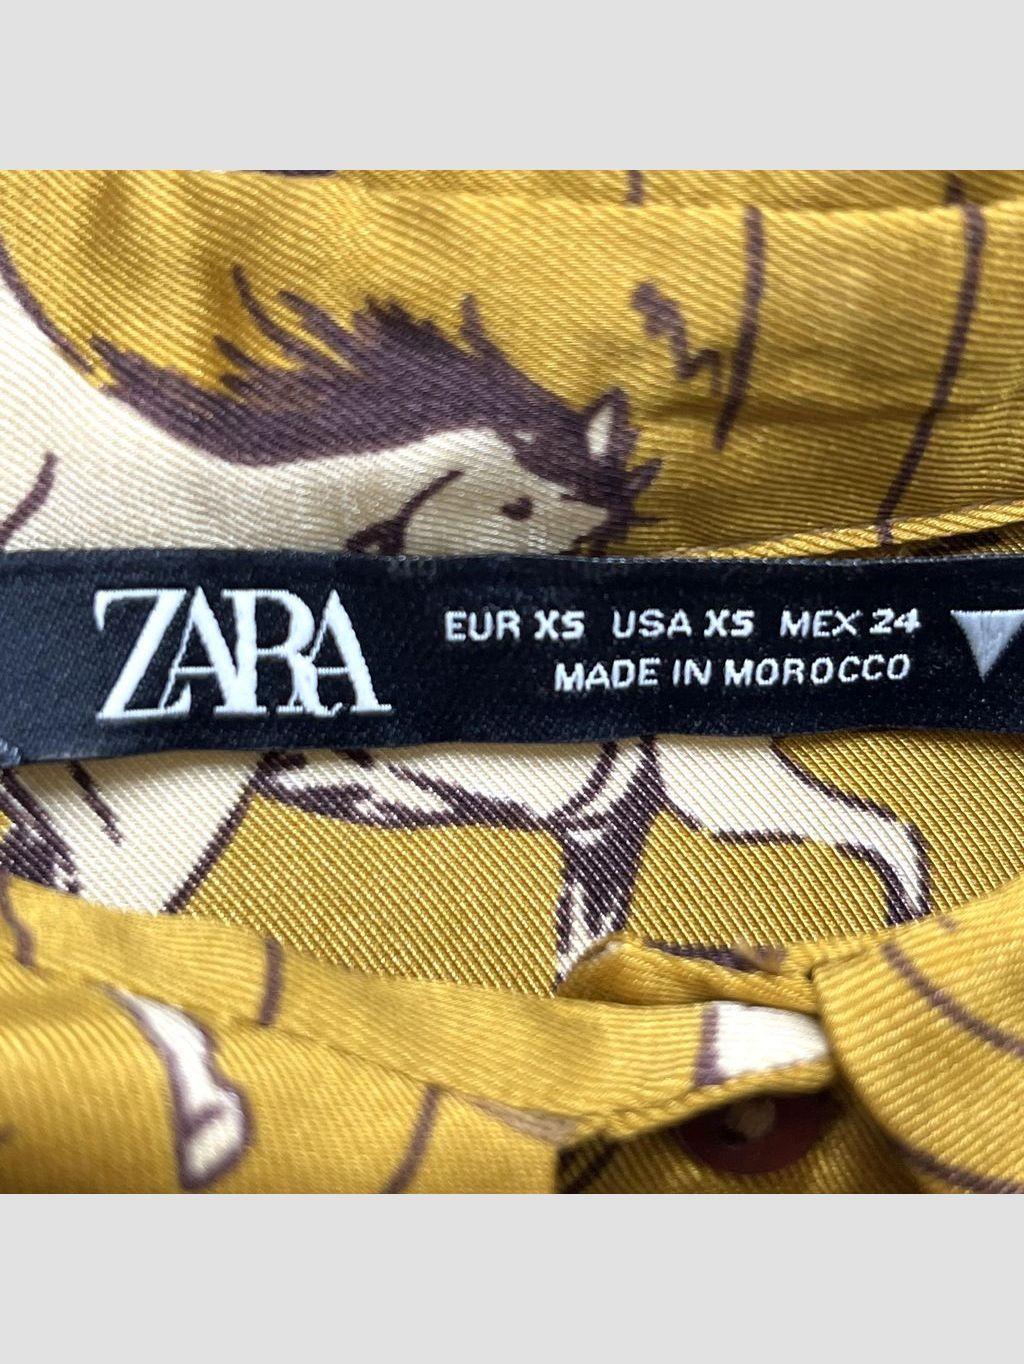 ZARA
EUR XS USA XS MEX 24
MADE IN MOROCCO